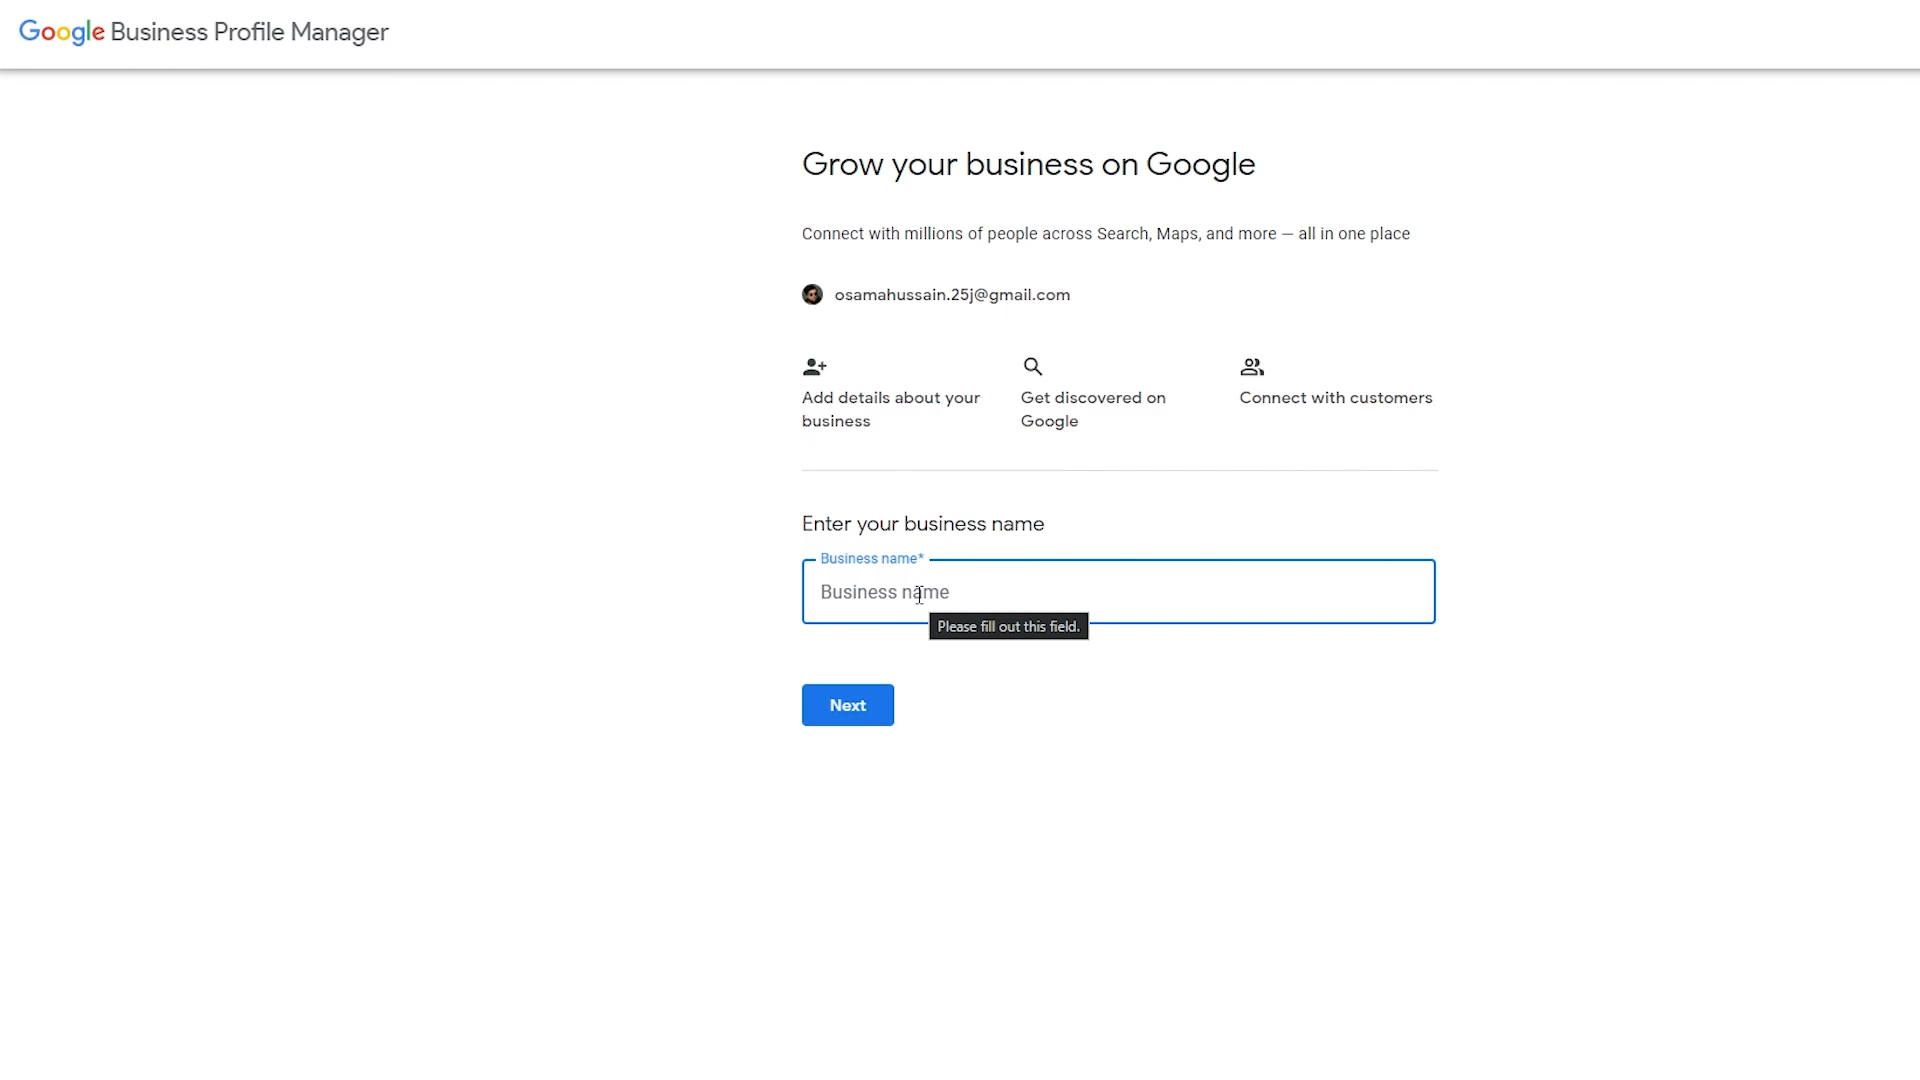 Google Business Profile Manager
Grow your business on Google
Connect with millions of people across Search, Maps, and more — all in one place
osamahussain.25j@gmail.com
Add details about your
business
Get discovered on
Google
Connect with customers
Enter your business name
Business name*
Business name
Please fill out this field.
Next